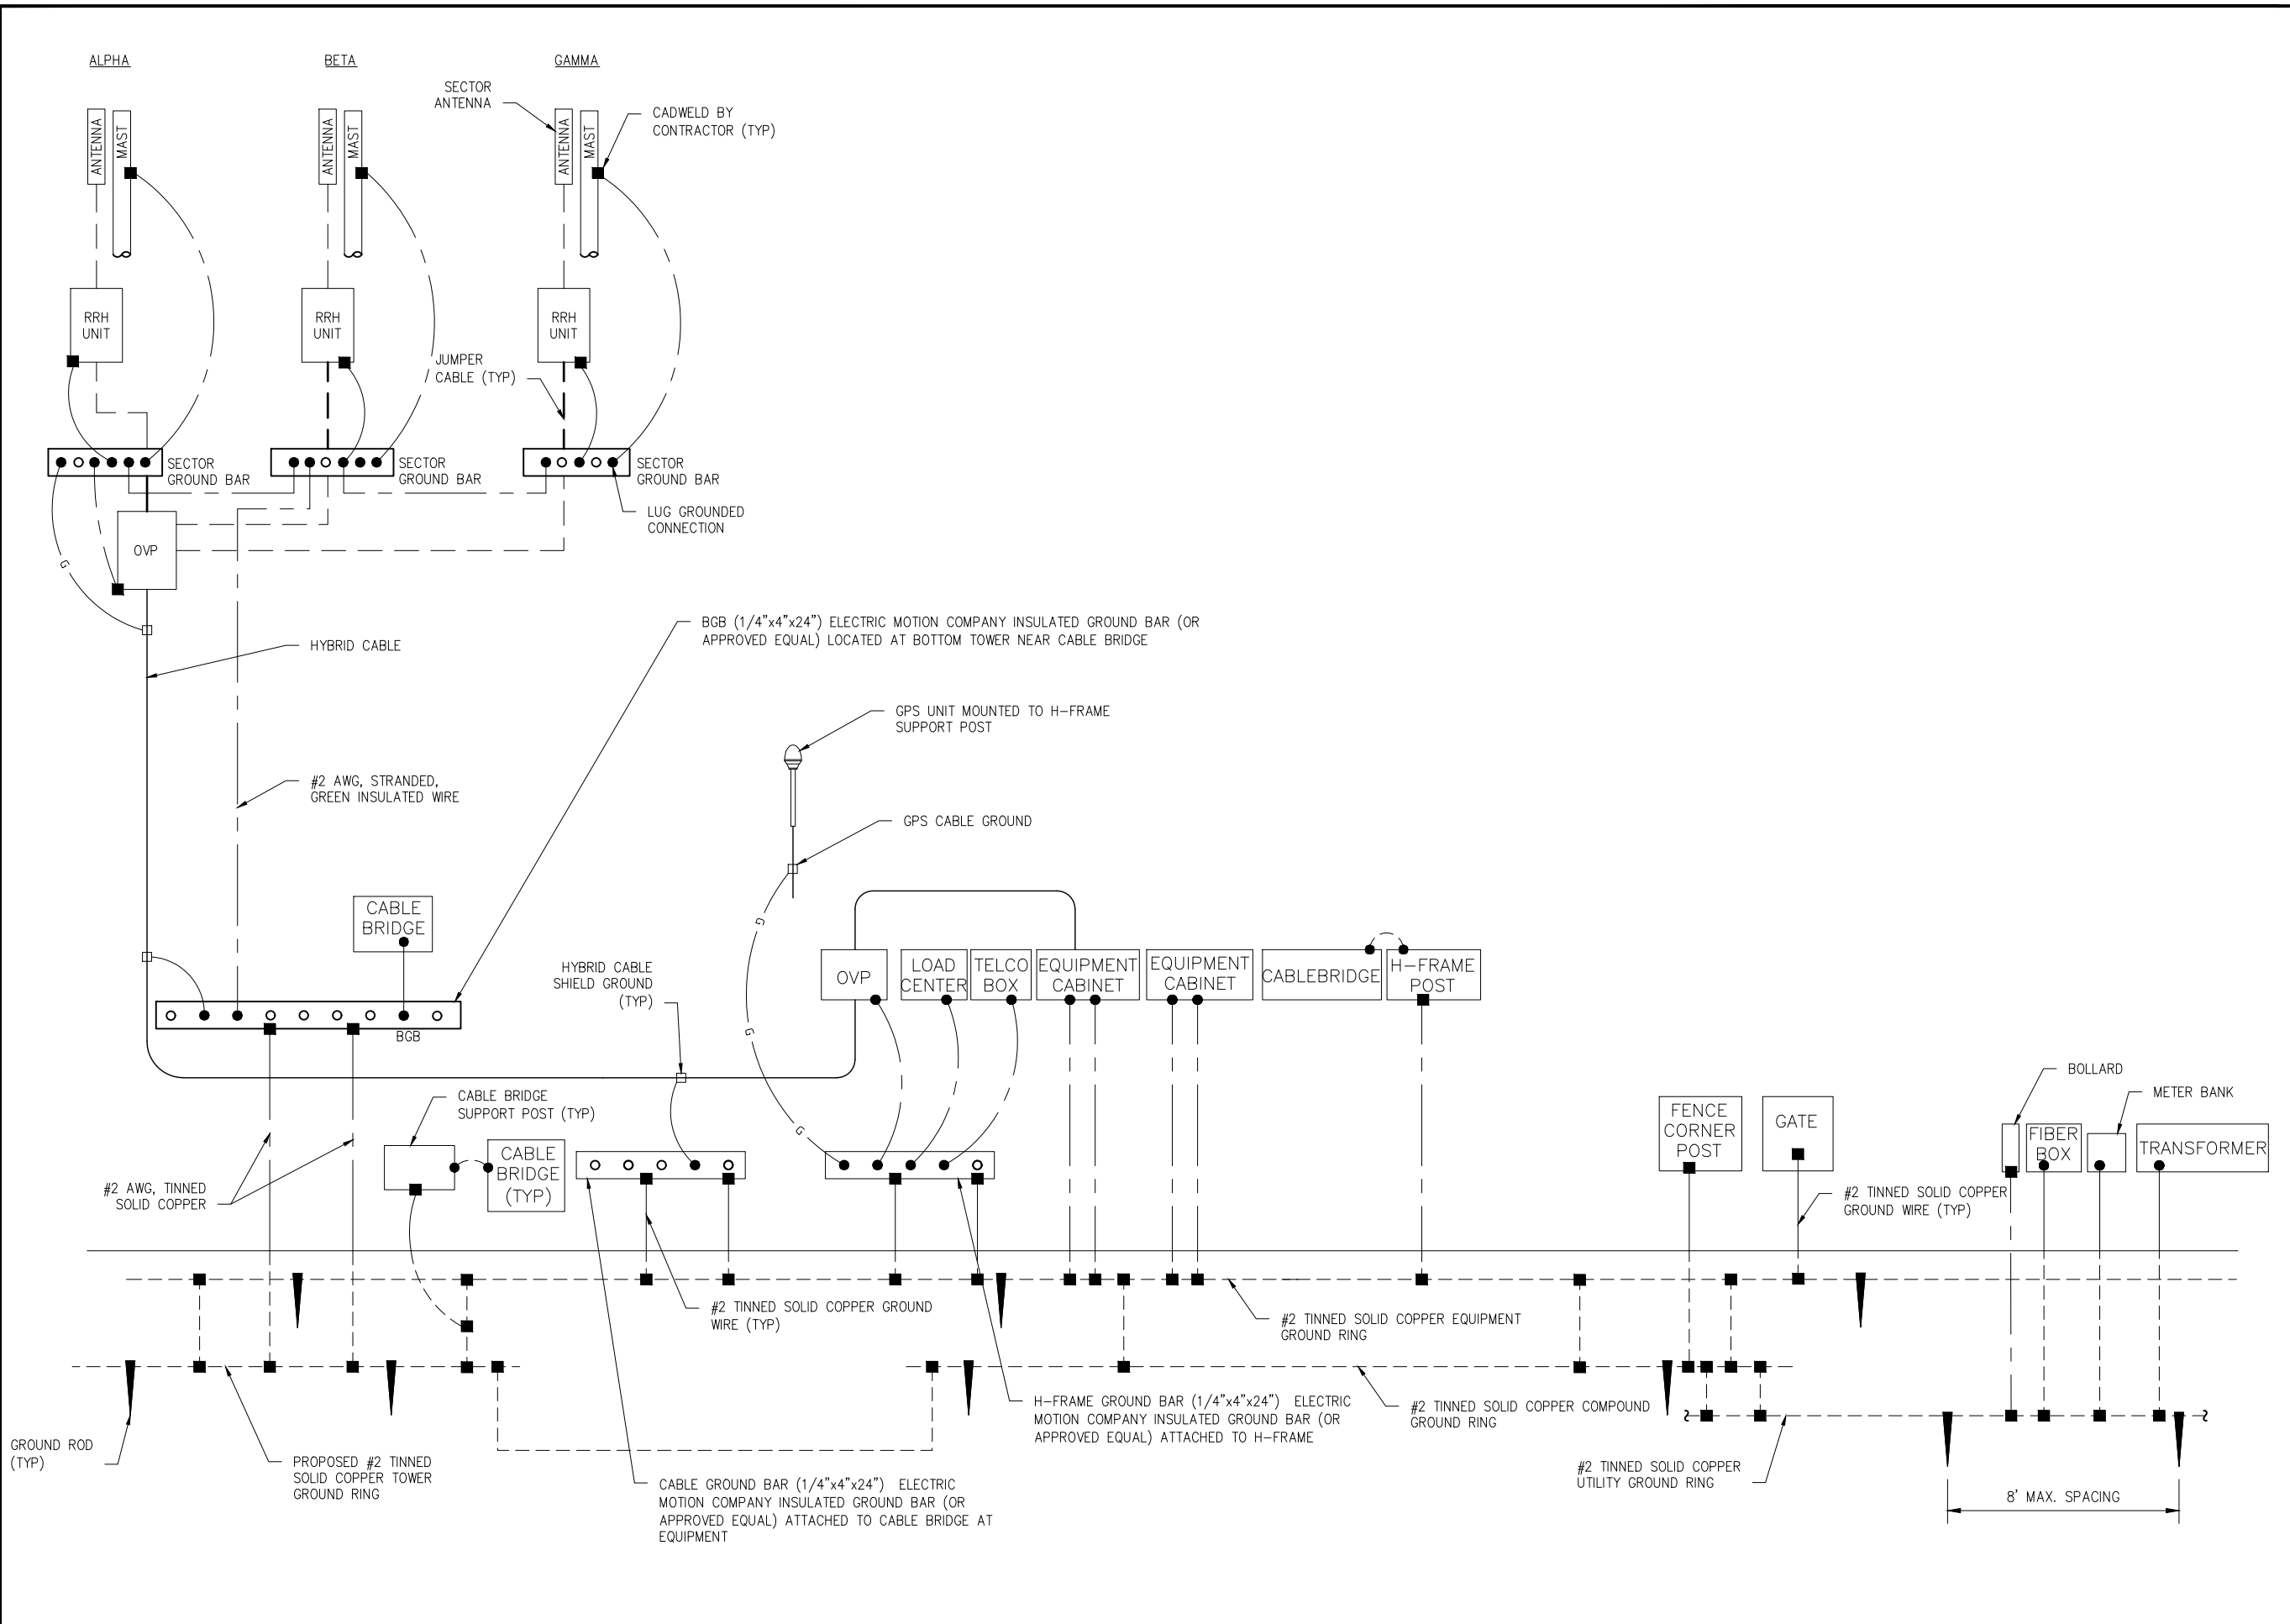 ALPHA
BETA
GAMMA
SECTOR
ANTENNA
CADWELD BY
CONTRACTOR (TYP)
ANTENNA
MAST
ANTENNA
MAST
ANTENNA
MAST
RRH
UNIT
RRH
UNIT
RRH
UNIT
JUMPER
CABLE (TYP)
SECTOR
GROUND BAR
SECTOR
GROUND BAR
SECTOR
GROUND BAR
LUG GROUNDED
CONNECTION
OVP
G
HYBRID CABLE
BGB (1/4"x4"x24") ELECTRIC MOTION COMPANY INSULATED GROUND BAR (OR
APPROVED EQUAL) LOCATED AT BOTTOM TOWER NEAR CABLE BRIDGE
GPS UNIT MOUNTED TO H-FRAME
SUPPORT POST
#2 AWG, STRANDED,
GREEN INSULATED WIRE
GPS CABLE GROUND
CABLE
BRIDGE
G
HYBRID CABLE
SHIELD GROUND
(TYP)
OVP
LOAD
CENTER
TELCO
BOX
EQUIPMENT
CABINET
EQUIPMENT
CABINET
CABLEBRIDGE
H-FRAME
POST
BGB
G
CABLE BRIDGE
SUPPORT POST (TYP)
G
BOLLARD
METER BANK
FENCE
CORNER
POST
GATE
FIBER
BOX
TRANSFORMER
CABLE
BRIDGE
(TYP)
#2 AWG, TINNED
SOLID COPPER
#2 TINNED SOLID COPPER
GROUND WIRE (TYP)
#2 TINNED SOLID COPPER GROUND
WIRE (TYP)
#2 TINNED SOLID COPPER EQUIPMENT
GROUND RING
GROUND ROD
(TYP)
PROPOSED #2 TINNED
SOLID COPPER TOWER
GROUND RING
H-FRAME GROUND BAR (1/4"x4"x24") ELECTRIC
MOTION COMPANY INSULATED GROUND BAR (OR
APPROVED EQUAL) ATTACHED TO H-FRAME
#2 TINNED SOLID COPPER COMPOUND
GROUND RING
CABLE GROUND BAR (1/4"x4"x24") ELECTRIC
MOTION COMPANY INSULATED GROUND BAR (OR
APPROVED EQUAL) ATTACHED TO CABLE BRIDGE AT
EQUIPMENT
#2 TINNED SOLID COPPER
UTILITY GROUND RING
8' MAX. SPACING